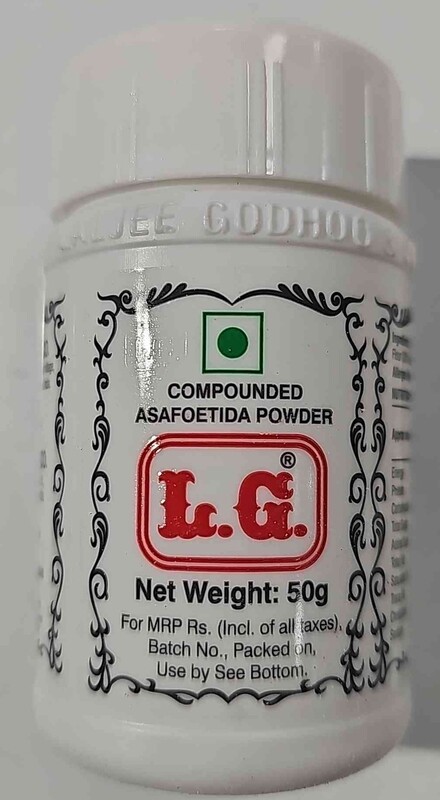 GODHOO
COMPOUNDED
ASAFOETIDA POWDER
L.G.®
Net Weight: 50g
For MRP Rs. (Incl. of all taxes),
Batch No., Packed on,
Use by See Bottom.